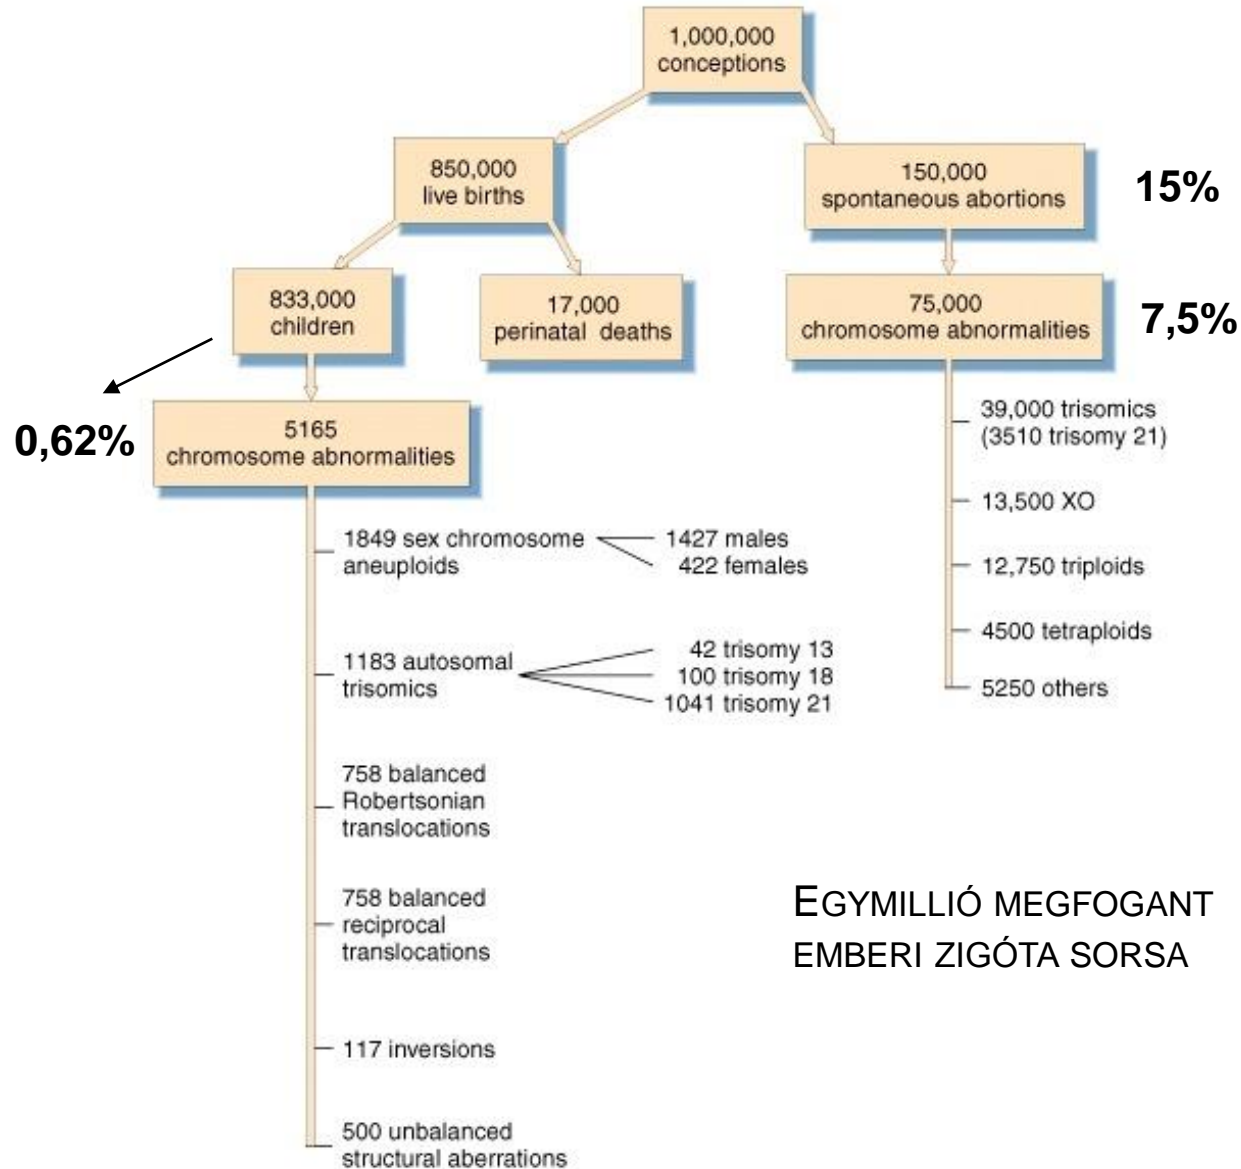 1,000,000
conceptions
850,000
live births
150,000
spontaneous abortions
15%
833,000
children
17,000
perinatal deaths
75,000
chromosome abnormalities
7,5%
0,62%
5165
chromosome abnormalities
39,000 trisomics
(3510 trisomy 21)
13,500 XO
12,750 triploids
4500 tetraploids
5250 others
1849 sex chromosome
aneuploids
1427 males
422 females
1183 autosomal
trisomics
42 trisomy 13
100 trisomy 18
1041 trisomy 21
758 balanced
Robertsonian
translocations
758 balanced
reciprocal
translocations
117 inversions
500 unbalanced
structural aberrations
EGYMILLIÓ MEGFOGANT
EMBERI ZIGÓTA SORSA